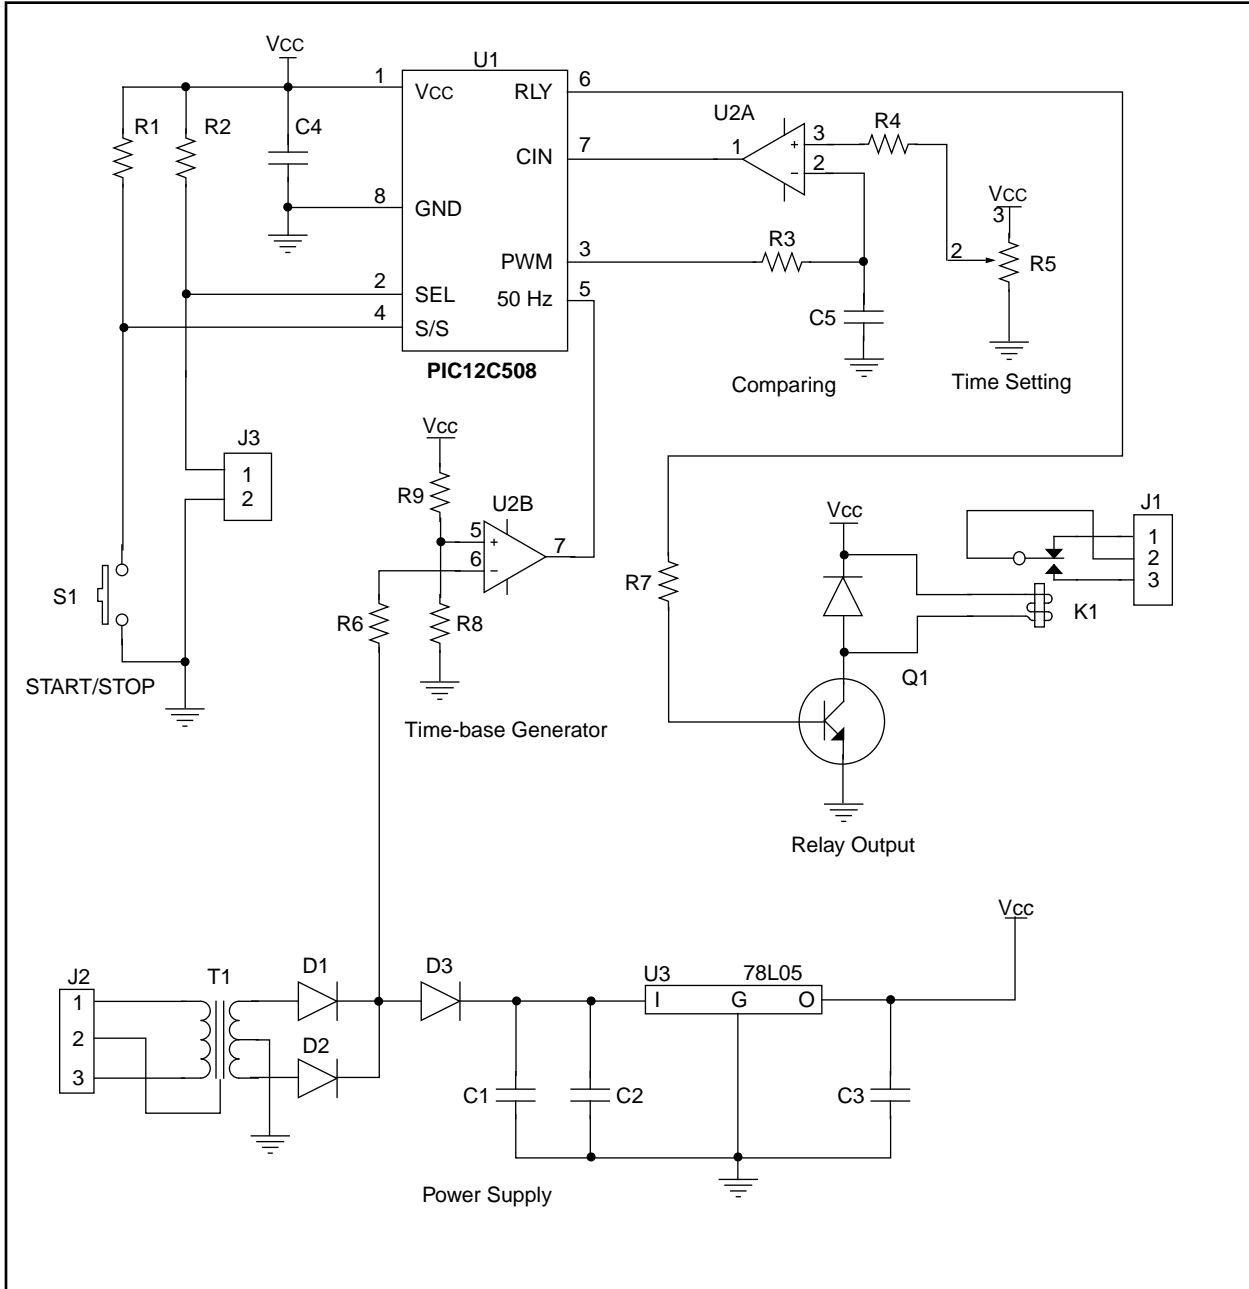 VCC
U1
1
VCC
RLY
6
R1
R2
C4
U2A
R4
3
1
2
7
CIN
8
GND
VCC
3
R3
2
R5
PWM
3
5
2
SEL
50 Hz
4
S/S
C5
PIC12C508
Comparing
Time Setting
VCC
J3
1
2
R9
U2B
5
6
7
VCC
J1
1
2
3
R7
S1
R6
R8
K1
START/STOP
Q1
Time-base Generator
Relay Output
VCC
J2
T1
D1
D3
U3
78L05
1
I
G
O
2
D2
3
C1
C2
C3
Power Supply
+
–
+
–